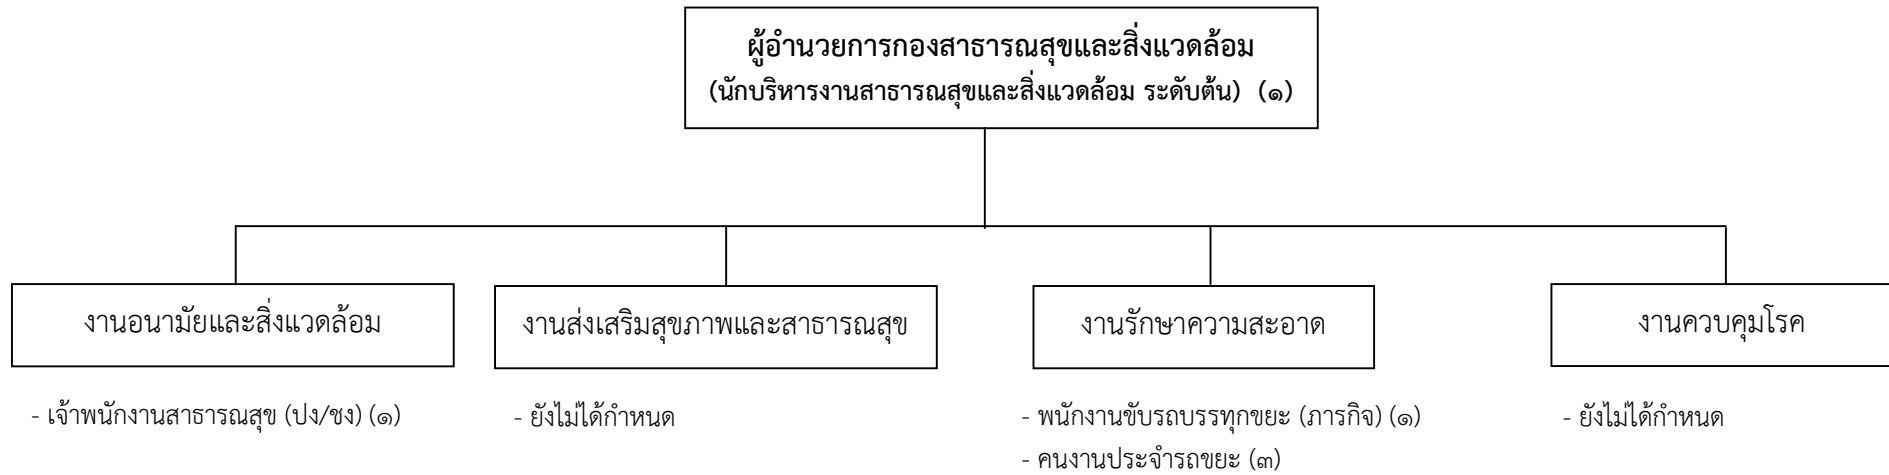 ผู้อำนวยการกองสาธารณสุขและสิ่งแวดล้อม
(นักบริหารงานสาธารณสุขและสิ่งแวดล้อม ระดับต้น) (๑)
งานอนามัยและสิ่งแวดล้อม
- เจ้าพนักงานสาธารณสุข (ปง/ชง) (๑)
งานส่งเสริมสุขภาพและสาธารณสุข
- ยังไม่ได้กำหนด
งานรักษาความสะอาด
- พนักงานขับรถบรรทุกขยะ (ภารกิจ) (๑)
- คนงานประจำรถขยะ (๓)
งานควบคุมโรค
- ยังไม่ได้กำหนด